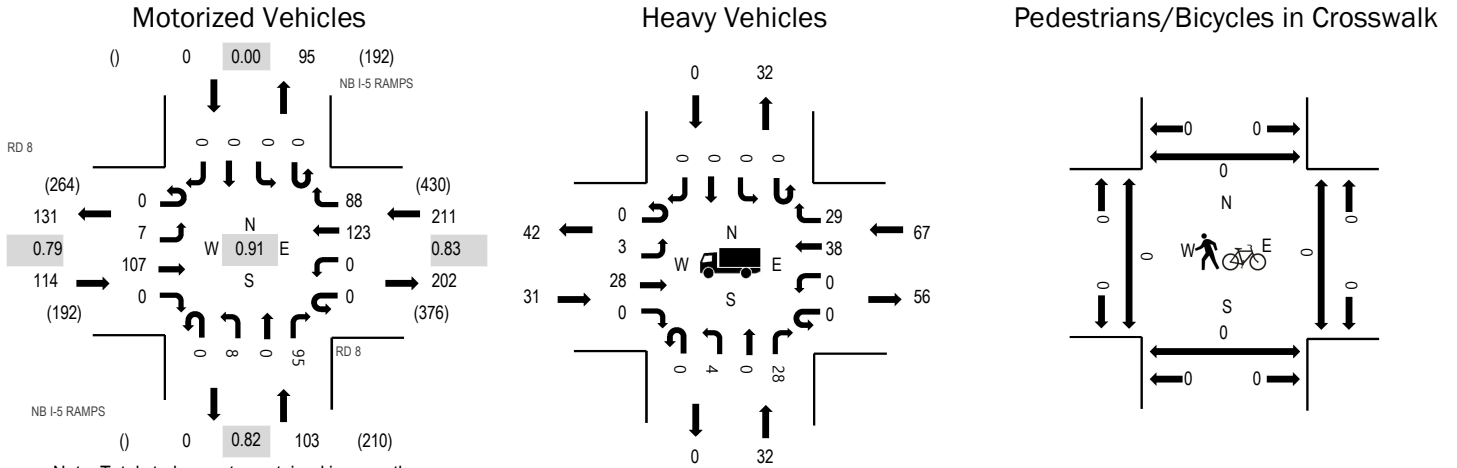 Motorized Vehicles
Heavy Vehicles
Pedestrians/Bicycles in Crosswalk
() 0 0.00 95 (192)
NB I-5 RAMPS
RD 8
0 0 0 0
(264) (430)
131 0 88 211
7 N 123
0.79 W 0.91 E 0.83
107 S 0
114 0 0 202
(192) (376)
0 8 0 95
RD 8
NB I-5 RAMPS
() 0 0.82 103 (210)
0 32
0 0 0 0
0 29
42 3 N 38 67
W E
28 S 0
31 0 0 56
0 4 0 28
0 32
0 0
0
0 N 0
0 W E 0
0 S 0
0
0 0